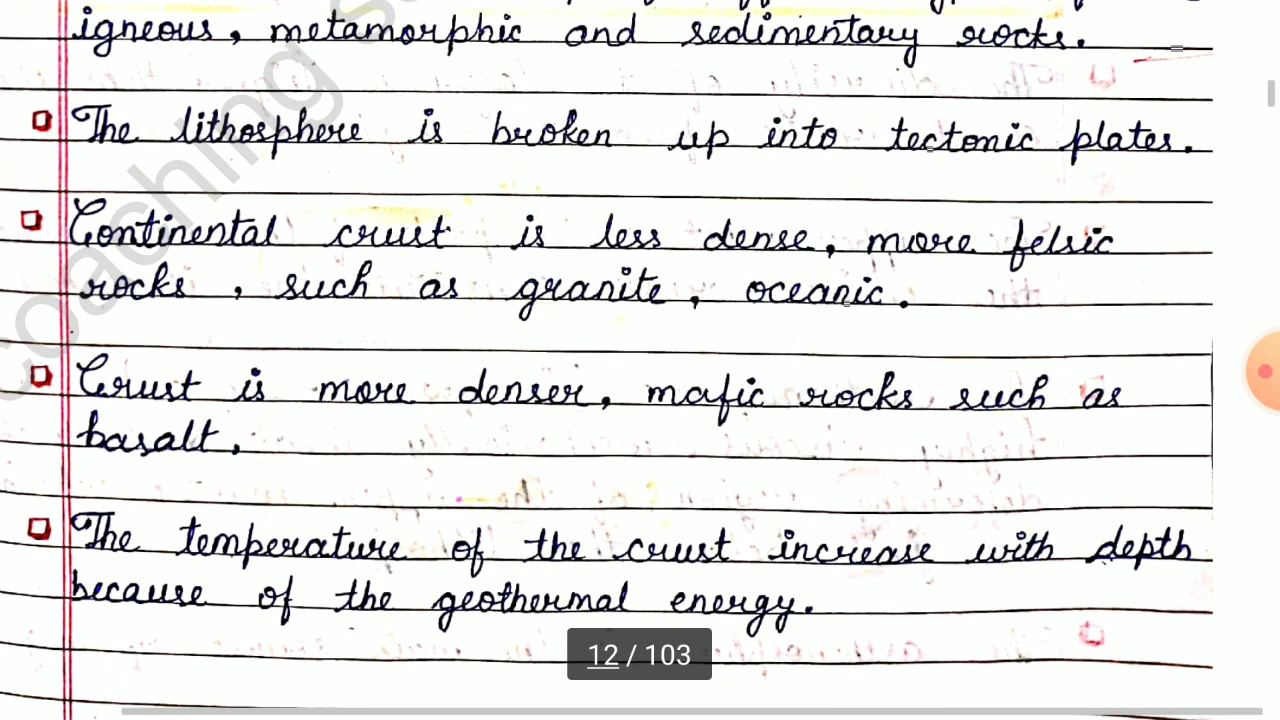 igneous, metamorphic and sedimentary rocks.
The lithosphere is broken up into tectonic plates.
Continental crust is less dense, more felsic
rocks, such as granite, oceanic.
Crust is more denser, mafic rocks such as
basalt,
The temperature of the crust increase with depth
because of the geothermal energy.
12 / 103
coaching